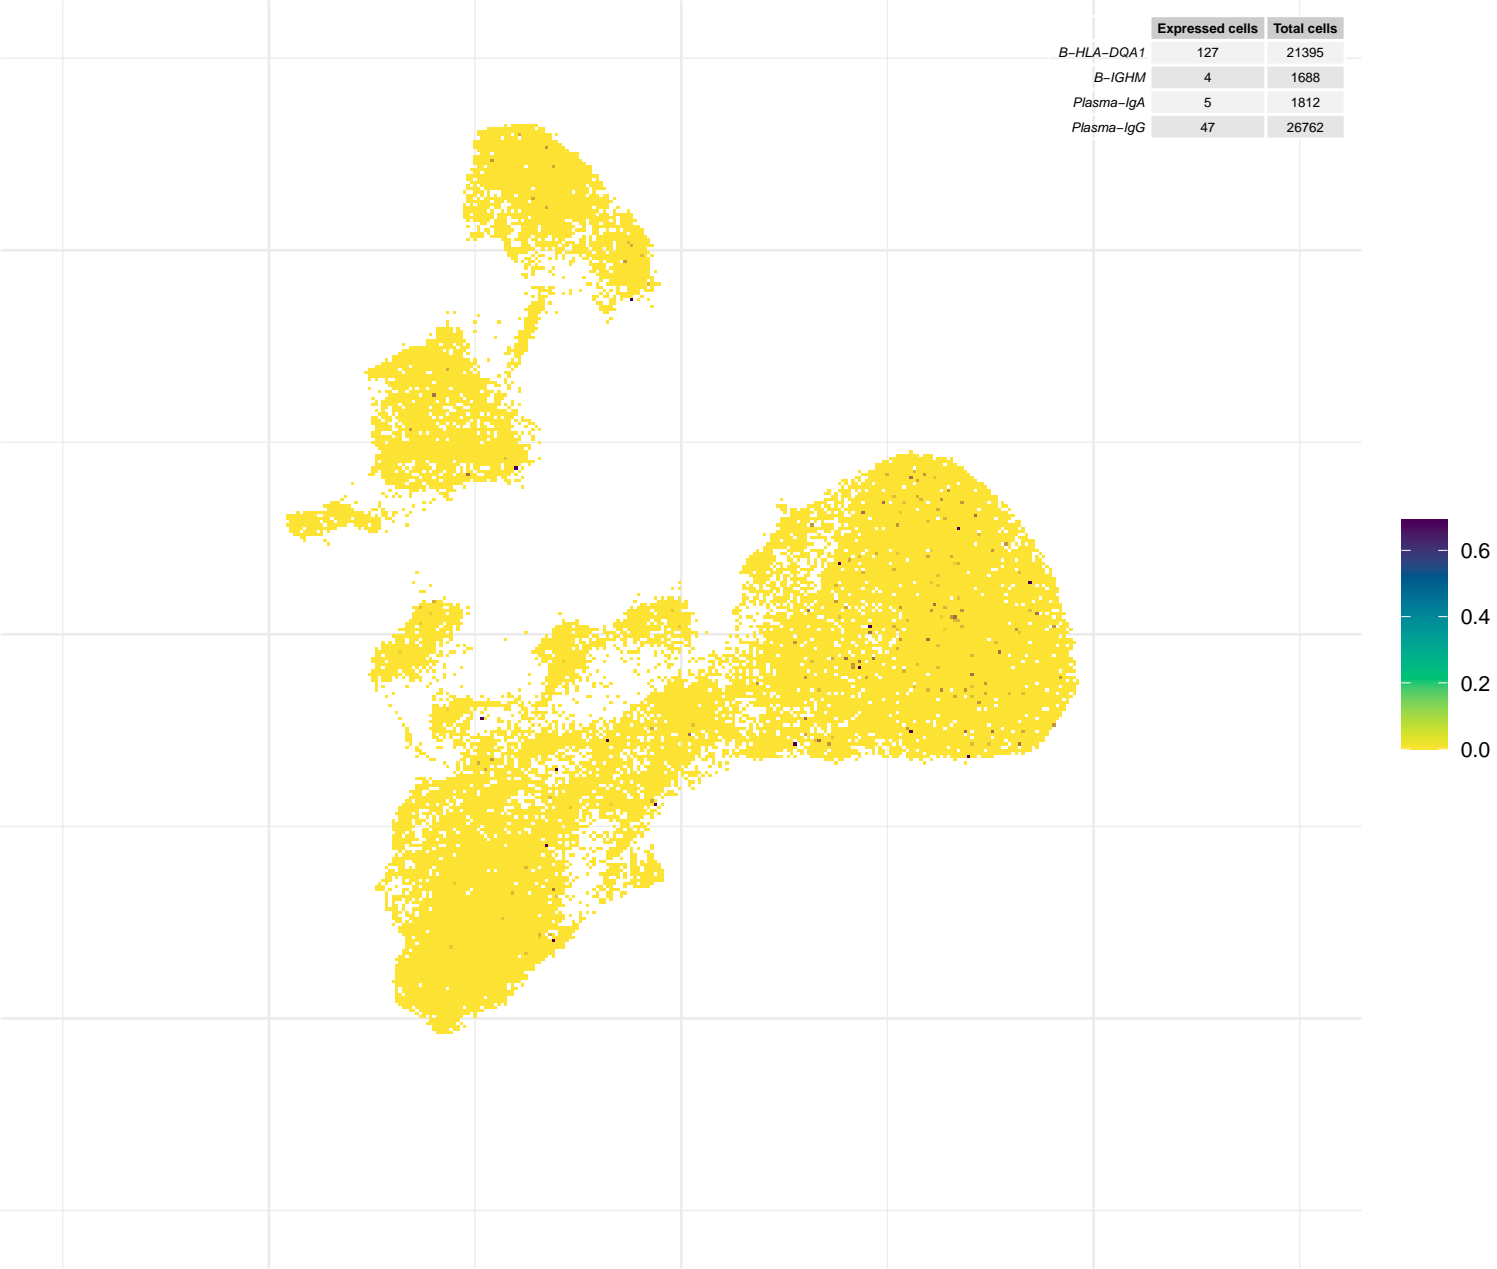 Expressed cells Total cells
B−HLA−DQA1 127 21395
B−IGHM 4 1688
Plasma−IgA 5 1812
Plasma−IgG 47 26762
0.6
0.4
0.2
0.0